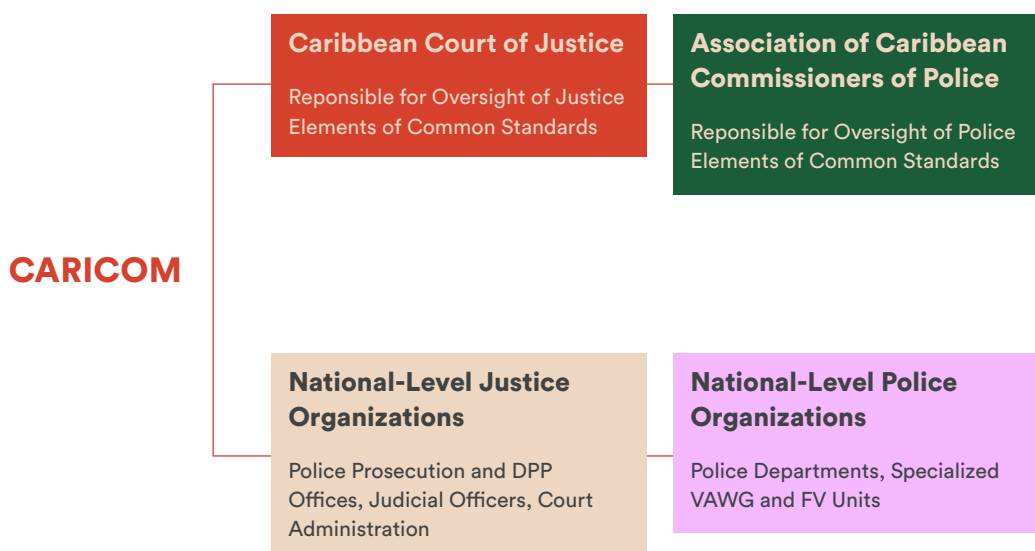 Caribbean Court of Justice
Reponsible for Oversight of Justice
Elements of Common Standards
Association of Caribbean
Commissioners of Police
Reponsible for Oversight of Police
Elements of Common Standards
CARICOM
National-Level Justice
Organizations
Police Prosecution and DPP
Offices, Judicial Officers, Court
Administration
National-Level Police
Organizations
Police Departments, Specialized
VAWG and FV Units